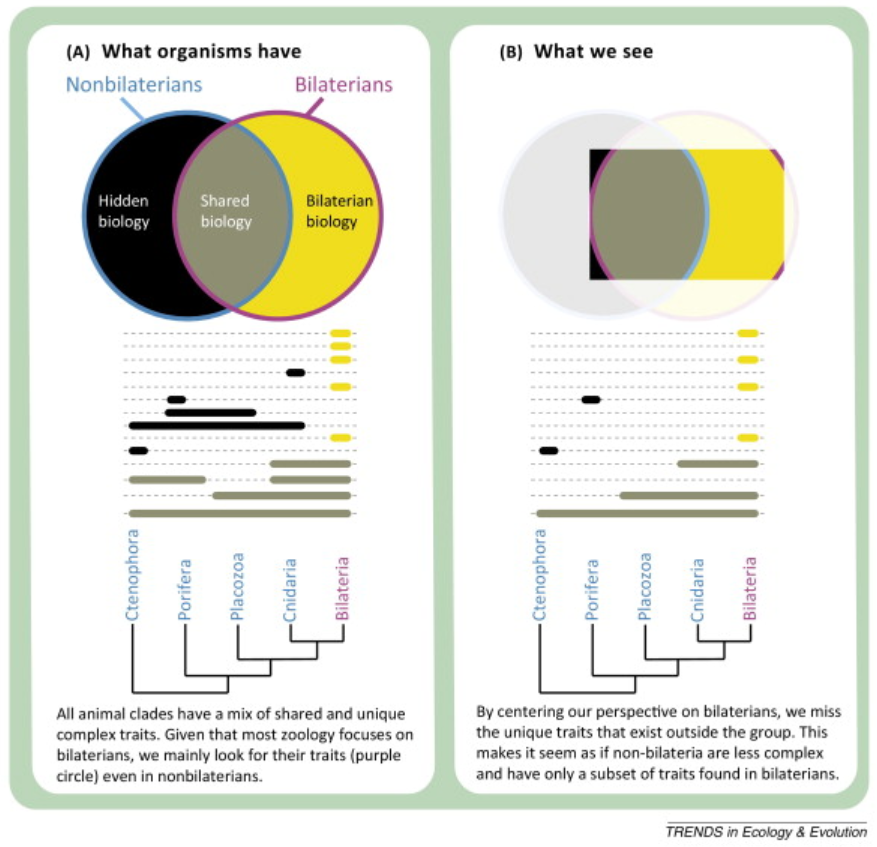 (A) What organisms have
Nonbilaterians
Bilaterians
Hidden
biology
Shared
biology
Bilaterian
biology
Ctenophora
Porifera
Placozoa
Cnidaria
Bilateria
All animal clades have a mix of shared and unique
complex traits. Given that most zoology focuses on
bilaterians, we mainly look for their traits (purple
circle) even in nonbilaterians.
(B) What we see
Ctenophora
Porifera
Placozoa
Cnidaria
Bilateria
By centering our perspective on bilaterians, we miss
the unique traits that exist outside the group. This
makes it seem as if non-bilateria are less complex
and have only a subset of traits found in bilaterians.
TRENDS in Ecology & Evolution